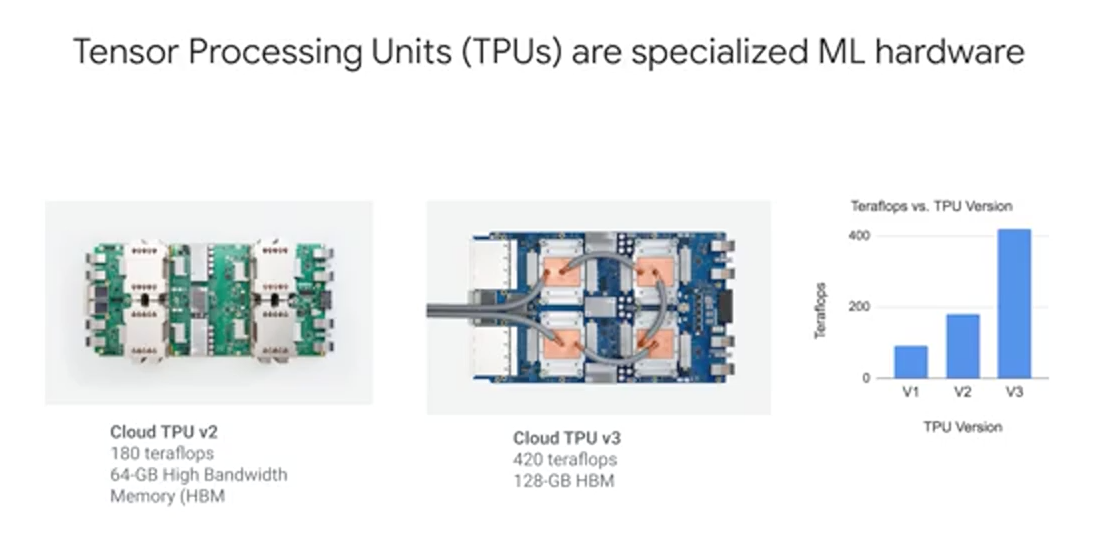 Tensor Processing Units (TPUs) are specialized ML hardware
Cloud TPU v2
180 teraflops
64-GB High Bandwidth
Memory (HBM
Cloud TPU v3
420 teraflops
128-GB HBM
Teraflops vs. TPU Version
Teraflops
400
200
0
V1
V2
V3
TPU Version